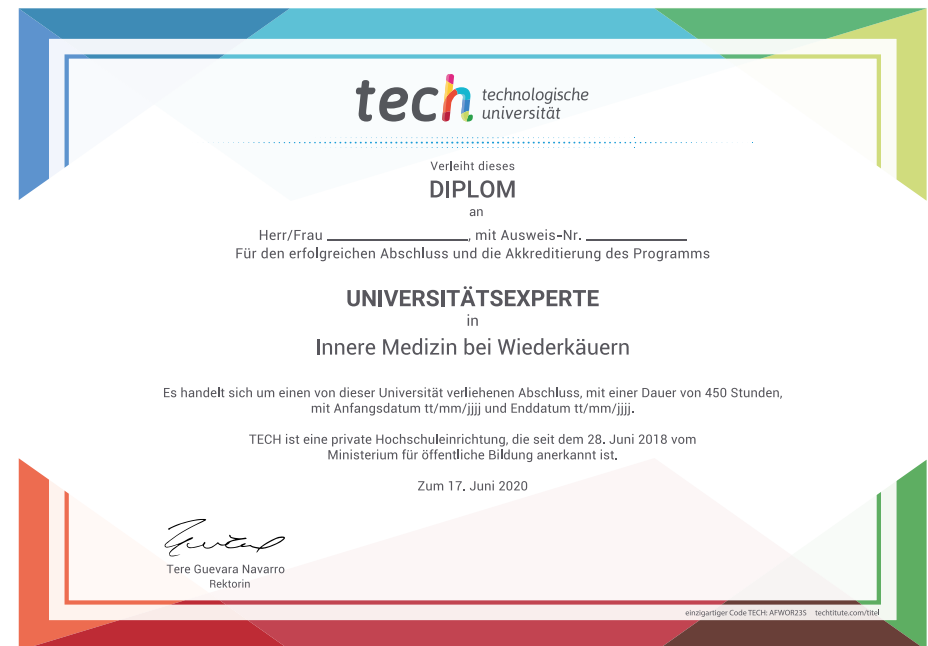 tech technologische
universität
Verleiht dieses
DIPLOM
an
Herr/Frau ____________, mit Ausweis-Nr. ____________
Für den erfolgreichen Abschluss und die Akkreditierung des Programms
UNIVERSITÄTSEXPERTE
in
Innere Medizin bei Wiederkäuern
Es handelt sich um einen von dieser Universität verliehenen Abschluss, mit einer Dauer von 450 Stunden,
mit Anfangsdatum tt/mm/jjjj und Enddatum tt/mm/jjjj.
TECH ist eine private Hochschuleinrichtung, die seit dem 28. Juni 2018 vom
Ministerium für öffentliche Bildung anerkannt ist.
Zum 17. Juni 2020
Tere Guevara Navarro
Rektorin
einzigartiger Code TECH: AFWOR23S techtitute.com/titel